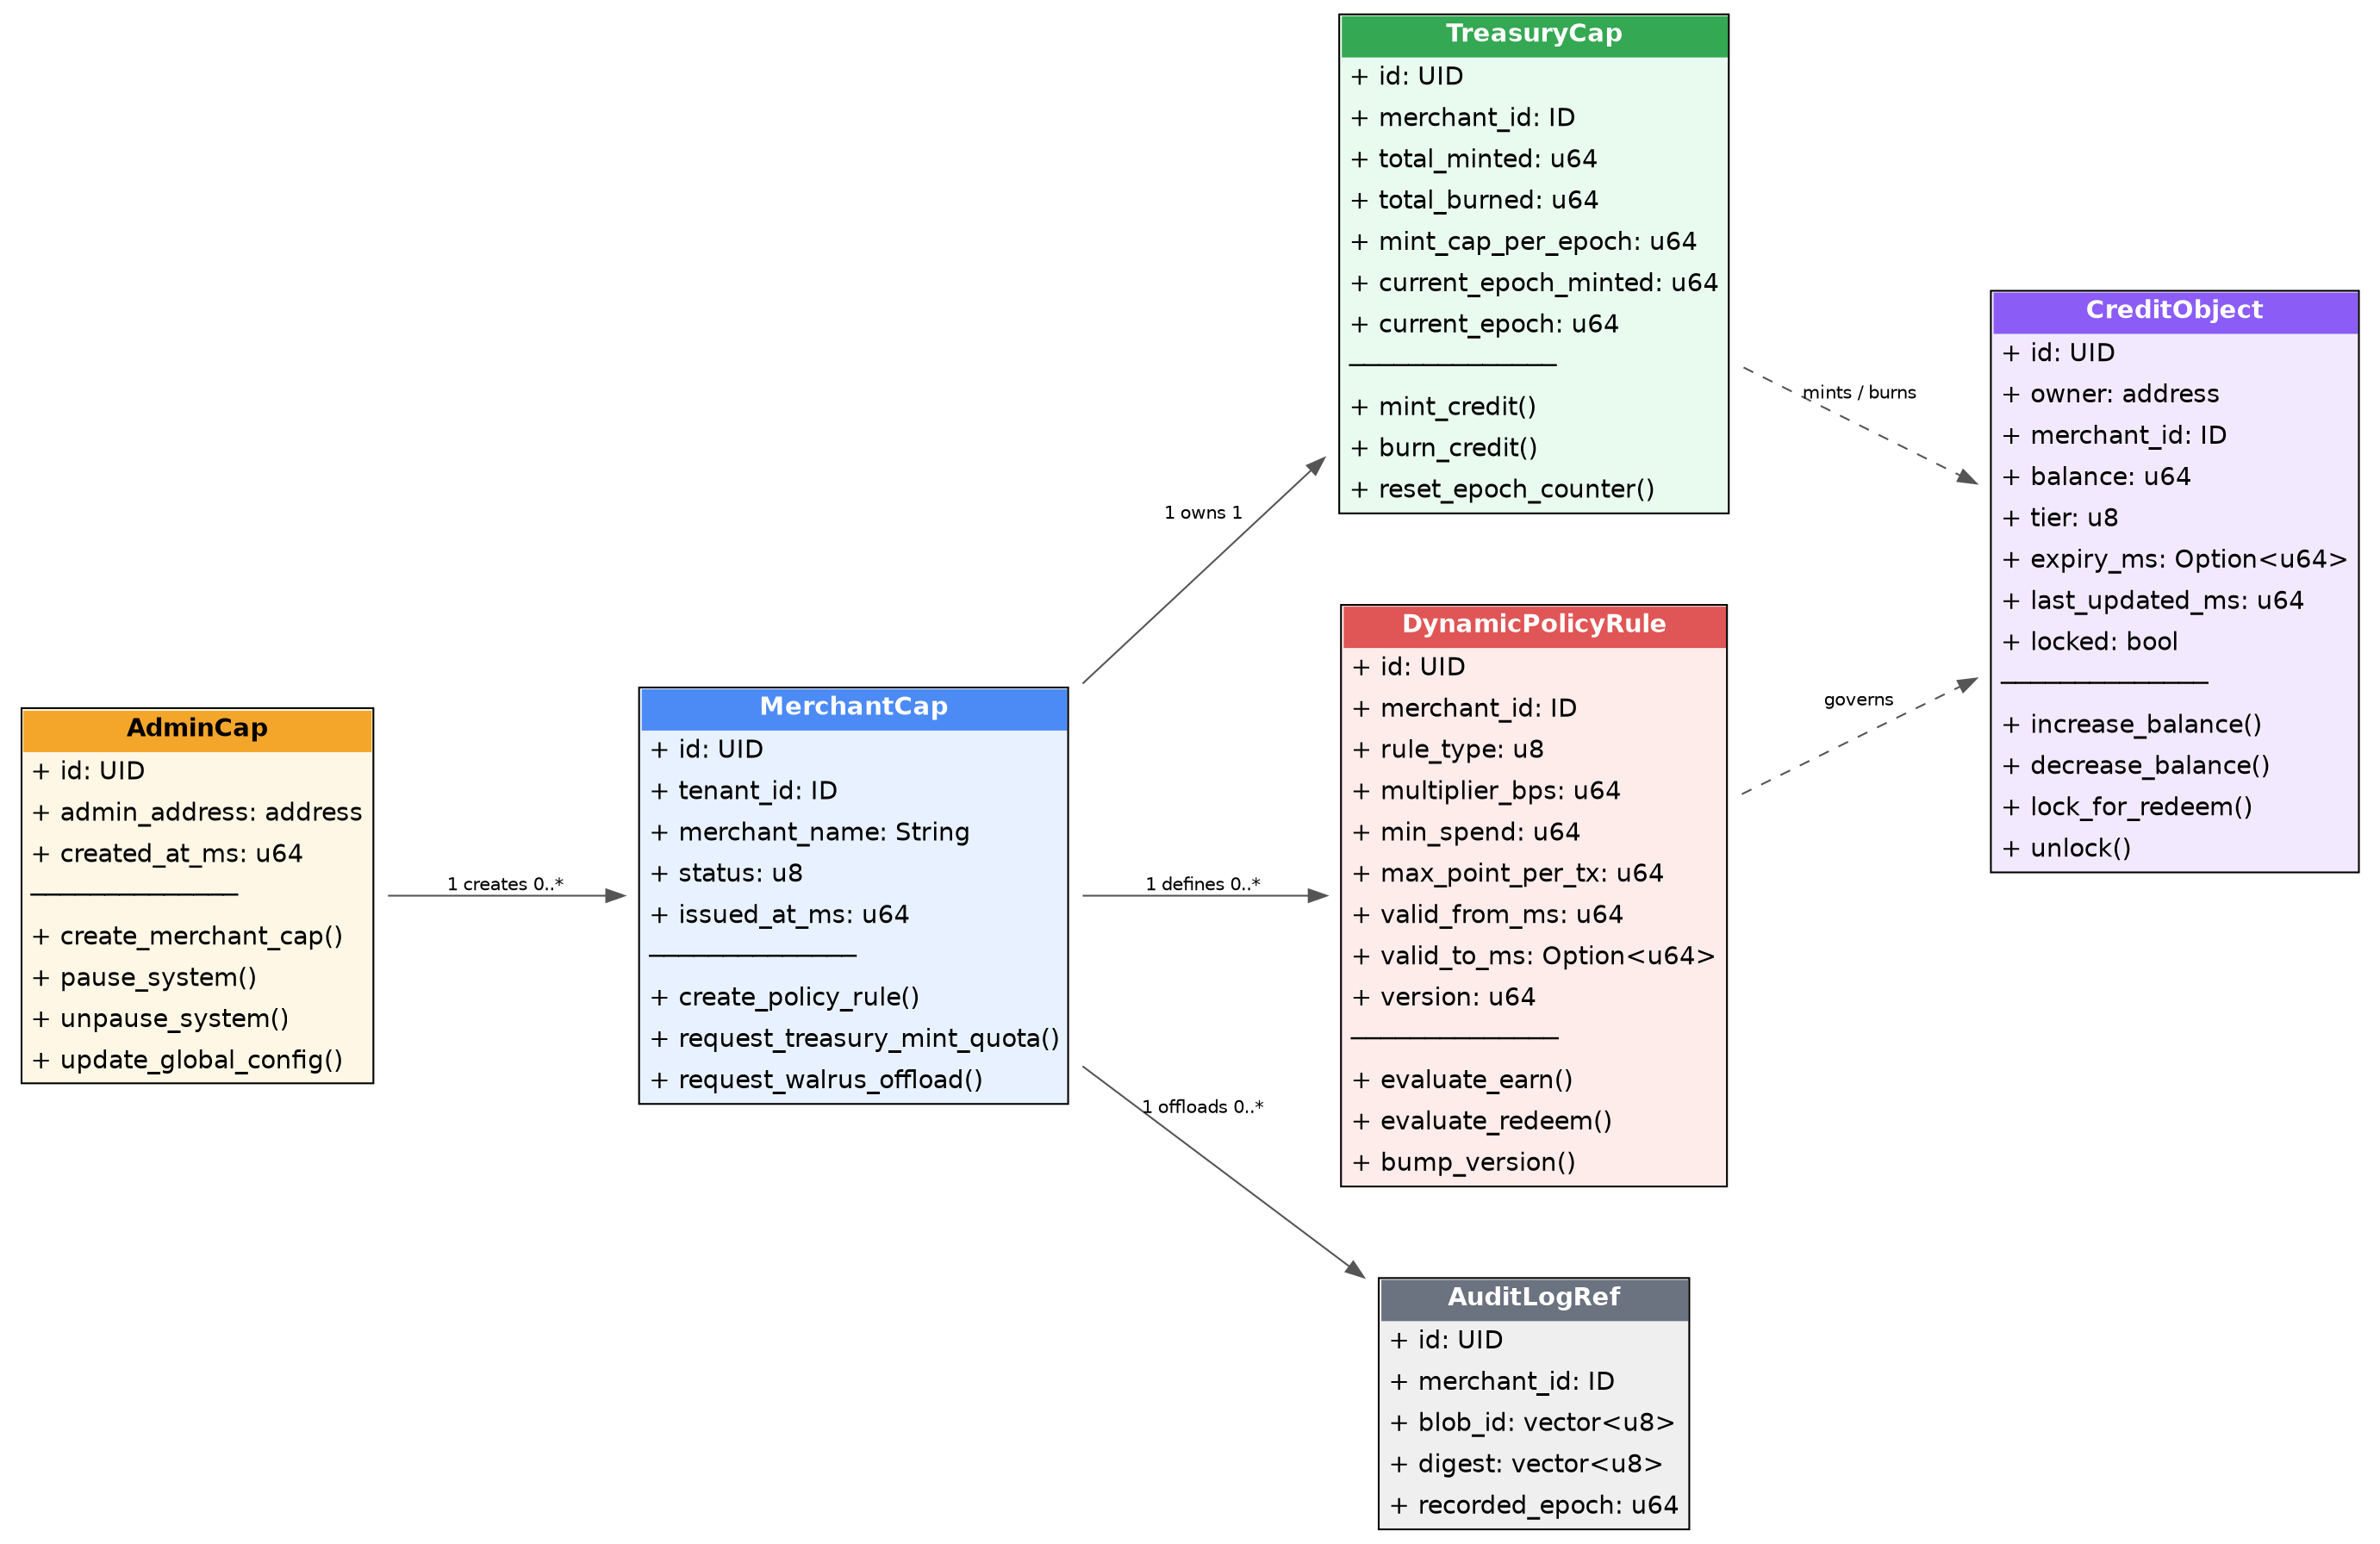 AdminCap
+ id: UID
+ admin_address: address
+ created_at_ms: u64
+ create_merchant_cap()
+ pause_system()
+ unpause_system()
+ update_global_config()
1 creates 0..*
MerchantCap
+ id: UID
+ tenant_id: ID
+ merchant_name: String
+ status: u8
+ issued_at_ms: u64
+ create_policy_rule()
+ request_treasury_mint_quota()
+ request_walrus_offload()
1 owns 1
1 defines 0..*
1 offloads 0..*
TreasuryCap
+ id: UID
+ merchant_id: ID
+ total_minted: u64
+ total_burned: u64
+ mint_cap_per_epoch: u64
+ current_epoch_minted: u64
+ current_epoch: u64
+ mint_credit()
+ burn_credit()
+ reset_epoch_counter()
DynamicPolicyRule
+ id: UID
+ merchant_id: ID
+ rule_type: u8
+ multiplier_bps: u64
+ min_spend: u64
+ max_point_per_tx: u64
+ valid_from_ms: u64
+ valid_to_ms: Option<u64>
+ version: u64
+ evaluate_earn()
+ evaluate_redeem()
+ bump_version()
AuditLogRef
+ id: UID
+ merchant_id: ID
+ blob_id: vector<u8>
+ digest: vector<u8>
+ recorded_epoch: u64
mints / burns
governs
CreditObject
+ id: UID
+ owner: address
+ merchant_id: ID
+ balance: u64
+ tier: u8
+ expiry_ms: Option<u64>
+ last_updated_ms: u64
+ locked: bool
+ increase_balance()
+ decrease_balance()
+ lock_for_redeem()
+ unlock()